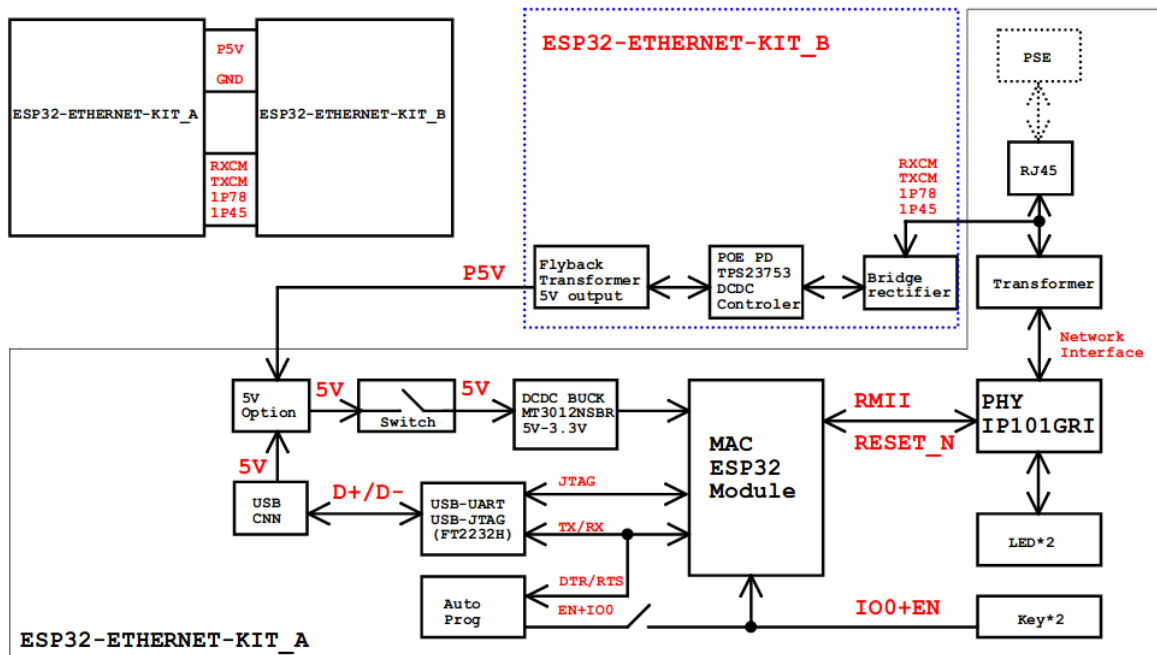 P5V
GND
ESP32-ETHERNET-KIT_A
ESP32-ETHERNET-KIT_B
RXCM
TXCM
1P78
1P45
ESP32-ETHERNET-KIT_B
PSE
RJ45
RXCM
TXCM
1P78
1P45
P5V
Flyback
Transformer
5V output
POE PD
TPS23753
DCDC
Controler
Bridge
rectifier
Transformer
Network
Interface
5V
Option
5V
Switch
5V
DCDC BUCK
MT3012NSBR
5V-3.3V
MAC
ESP32
Module
RMII
RESET_N
PHY
IP101GRI
5V
USB
CNN
D+/D-
USB-UART
USB-JTAG
(FT2232H)
JTAG
TX/RX
LED*2
DTR/RTS
EN+IO0
Auto
Prog
IO0+EN
Key*2
ESP32-ETHERNET-KIT_A